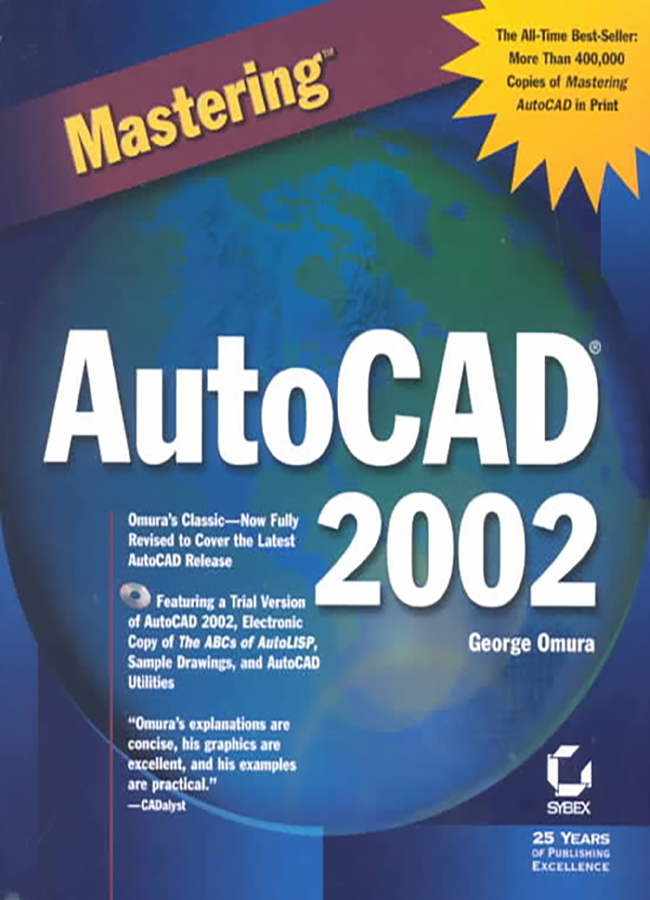 Mastering™
The All-Time Best-Seller:
More Than 400,000
Copies of Mastering
AutoCAD in Print
AutoCAD®
2002
Omura's Classic—Now Fully
Revised to Cover the Latest
AutoCAD Release
Featuring a Trial Version
of AutoCAD 2002, Electronic
Copy of The ABCs of AutoLISP,
Sample Drawings, and AutoCAD
Utilities
George Omura
“Omura's explanations are
concise, his graphics are
excellent, and his examples
are practical.”
—CADalyst
SYBEX
25 YEARS
OF PUBLISHING
EXCELLENCE